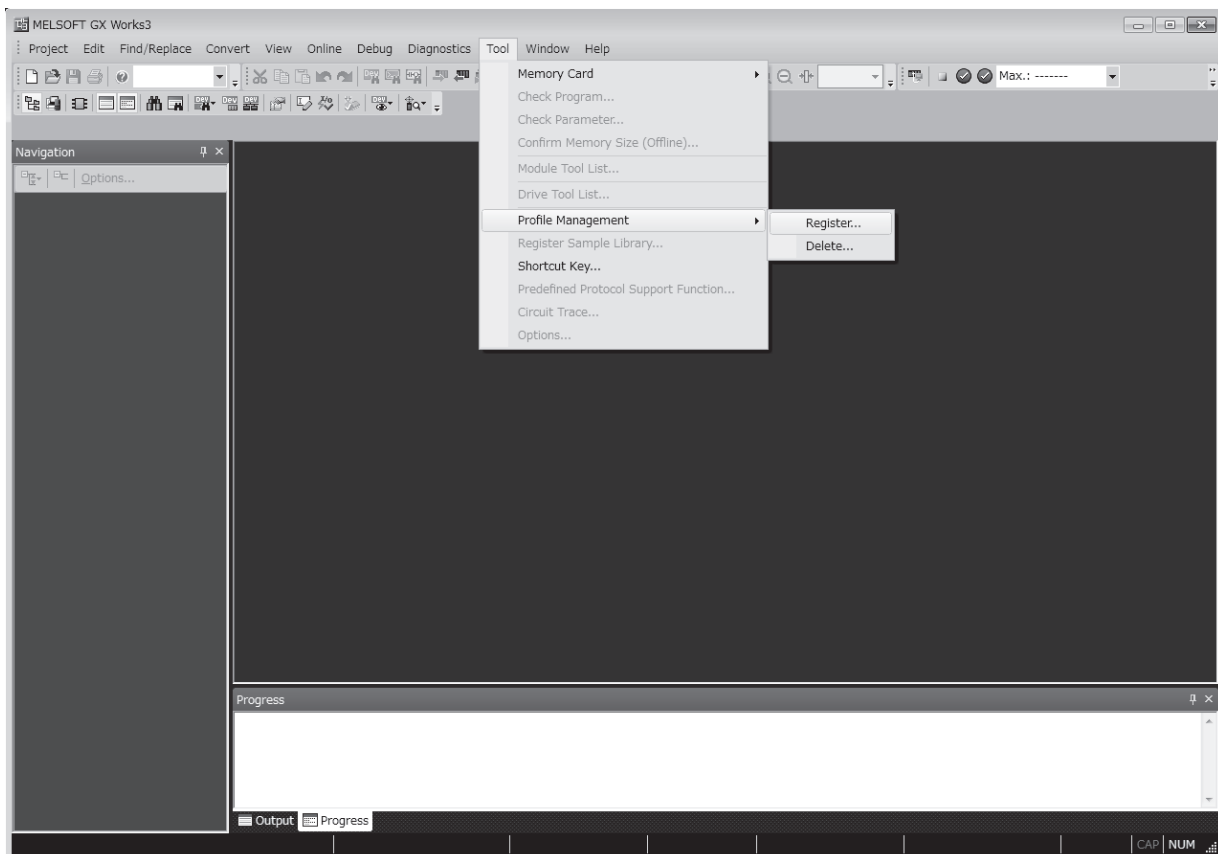 MELSOFT GX Works3
Project Edit Find/Replace Convert View Online Debug Diagnostics Tool Window Help
Max.: -------
Memory Card
Check Program...
Check Parameter...
Confirm Memory Size (Offline)...
Module Tool List...
Drive Tool List...
Profile Management
Register...
Delete...
Register Sample Library...
Shortcut Key...
Predefined Protocol Support Function...
Circuit Trace...
Options...
Navigation
Options...
Progress
Output Progress
CAP NUM